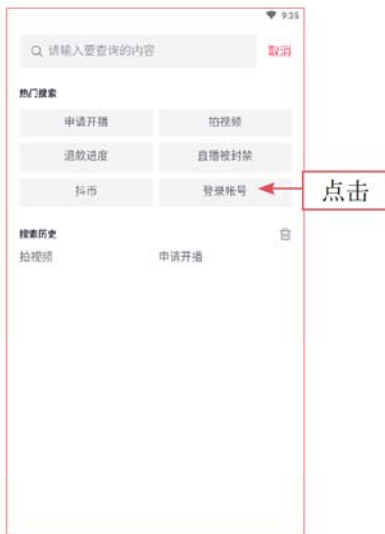 9:35
请输入要查询的内容 取消
热门搜索
申请开播 拍视频
退款进度 直播被封禁
抖币 登录帐号
点击
搜索历史
拍视频 申请开播